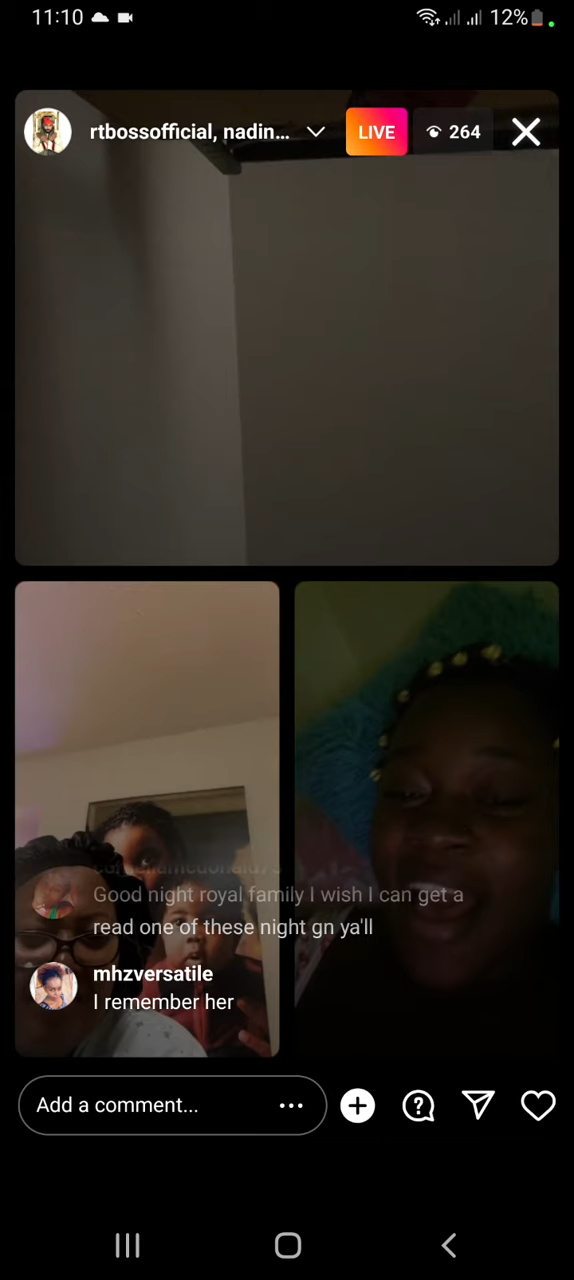 11:10
12%
rtbossofficial, nadin...
LIVE
264
Good night royal family I wish I can get a
read one of these night gn ya'll
mhzversatile
I remember her
Add a comment...